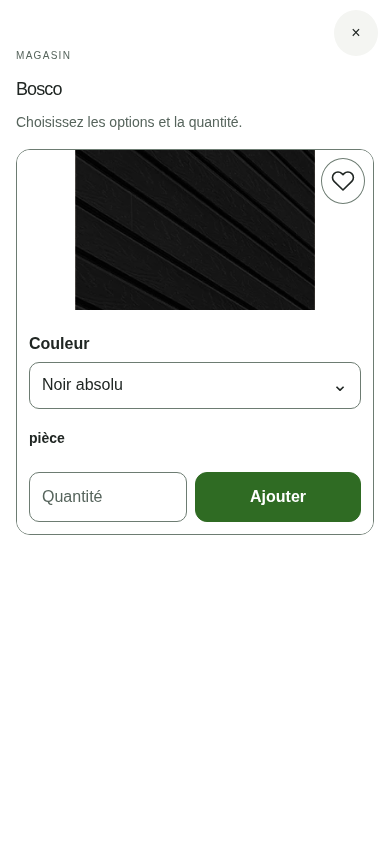 ×
MAGASIN
Bosco
Choisissez les options et la quantité.
Couleur
Noir absolu
pièce
Quantité
Ajouter